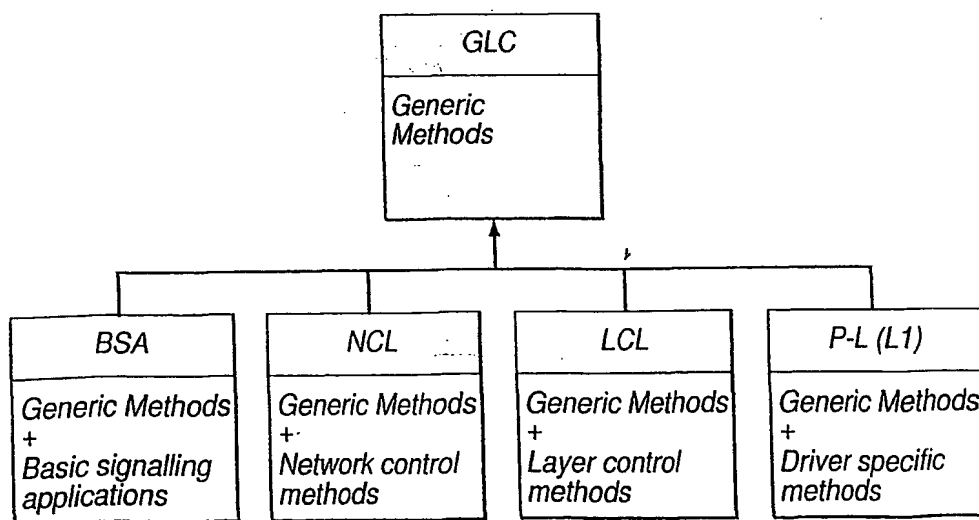 GLC
Generic
Methods
BSA
Generic Methods
+
Basic signalling
applications
NCL
Generic Methods
+
Network control
methods
LCL
Generic Methods
+
Layer control
methods
P-L (L1)
Generic Methods
+
Driver specific
methods